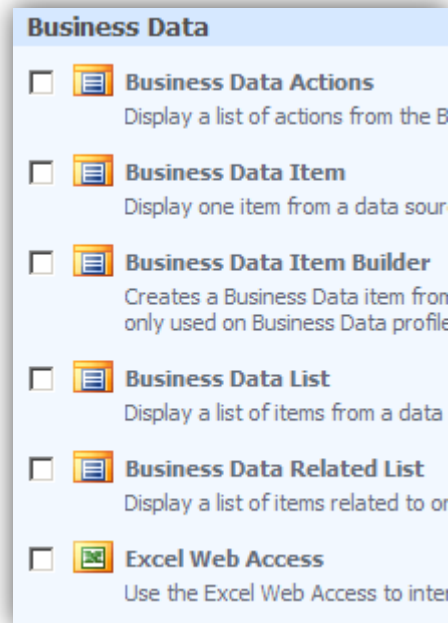 Business Data
Business Data Actions
Display a list of actions from the B
Business Data Item
Display one item from a data sour
Business Data Item Builder
Creates a Business Data item from
only used on Business Data profile
Business Data List
Display a list of items from a data
Business Data Related List
Display a list of items related to or
Excel Web Access
Use the Excel Web Access to inter